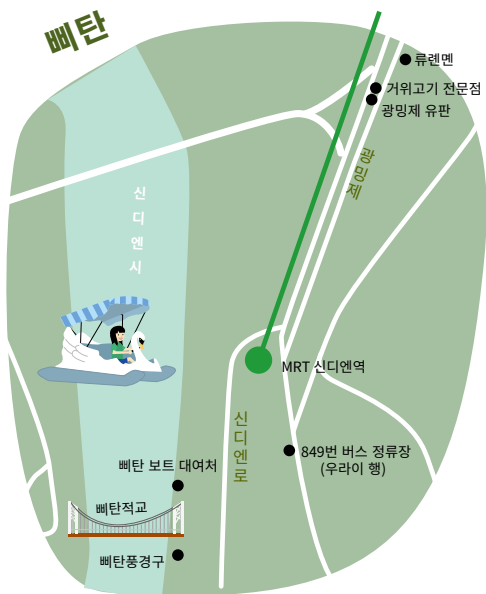 삐탄
류롄몐
거위고기 전문점
광밍제 유판
광밍제
신디엔시
MRT 신디엔역
신디엔로
849번 버스 정류장
(우라이 행)
삐탄 보트 대여처
삐탄적교
삐탄풍경구